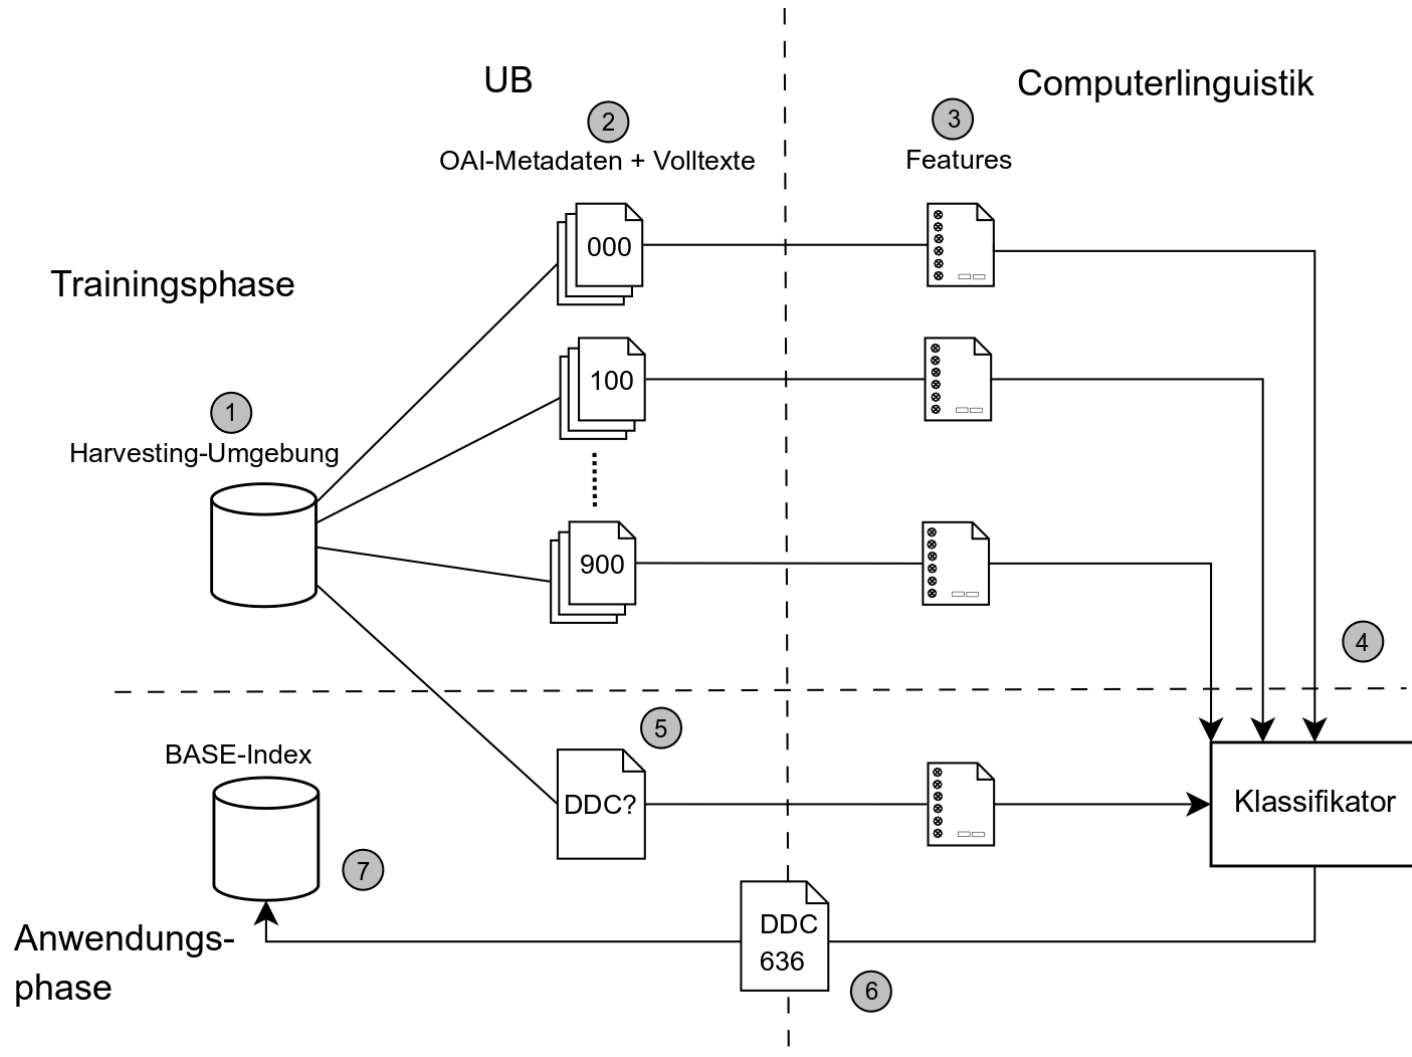 UB
Computerlinguistik
2
3
OAI-Metadaten + Volltexte
Features
000
Trainingsphase
100
1
Harvesting-Umgebung
900
4
5
BASE-Index
DDC?
Klassifikator
7
DDC
636
6
Anwendungs-
phase